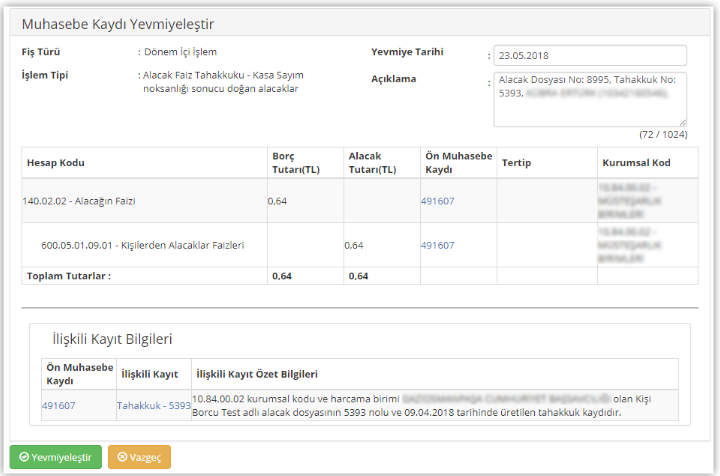 Muhasebe Kaydı Yevmiyeleştir
Fiş Türü : Dönem İçi İşlem Yevmiye Tarihi : 23.05.2018
İşlem Tipi : Alacak Faiz Tahakkuku - Kasa Sayım Açıklama : Alacak Dosyası No: 8995, Tahakkuk No:
noksanlığı sonucu doğan alacaklar 5393,
(72 / 1024)
Hesap Kodu Borç Tutarı(TL) Alacak Tutarı(TL) Ön Muhasebe Kaydı Tertip Kurumsal Kod
140.02.02 - Alacağın Faizi 0,64 491607
600.05.01.09.01 - Kişilerden Alacaklar Faizleri 0,64 491607
Toplam Tutarlar : 0,64 0,64
İlişkili Kayıt Bilgileri
Ön Muhasebe Kaydı İlişkili Kayıt İlişkili Kayıt Özet Bilgileri
491607 Tahakkuk - 5393 10.84.00.02 kurumsal kodu ve harcama birimi olan Kişi
Borcu Test adlı alacak dosyasının 5393 nolu ve 09.04.2018 tarihinde üretilen tahakkuk kaydıdır.
Yevmiyeleştir Vazgeç